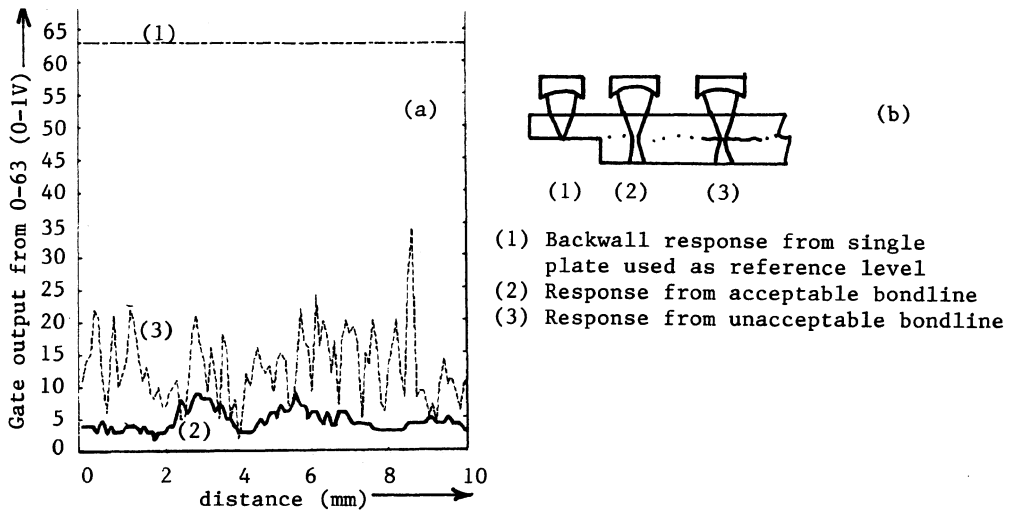 Gate output from 0-63 (0-1V)
65
60
55
50
45
40
35
30
25
20
15
10
5
0
(1)
(a)
(3)
(2)
0 2 4 6 8 10
distance (mm)
(b)
(1) (2) (3)
(1) Backwall response from single
plate used as reference level
(2) Response from acceptable bondline
(3) Response from unacceptable bondline